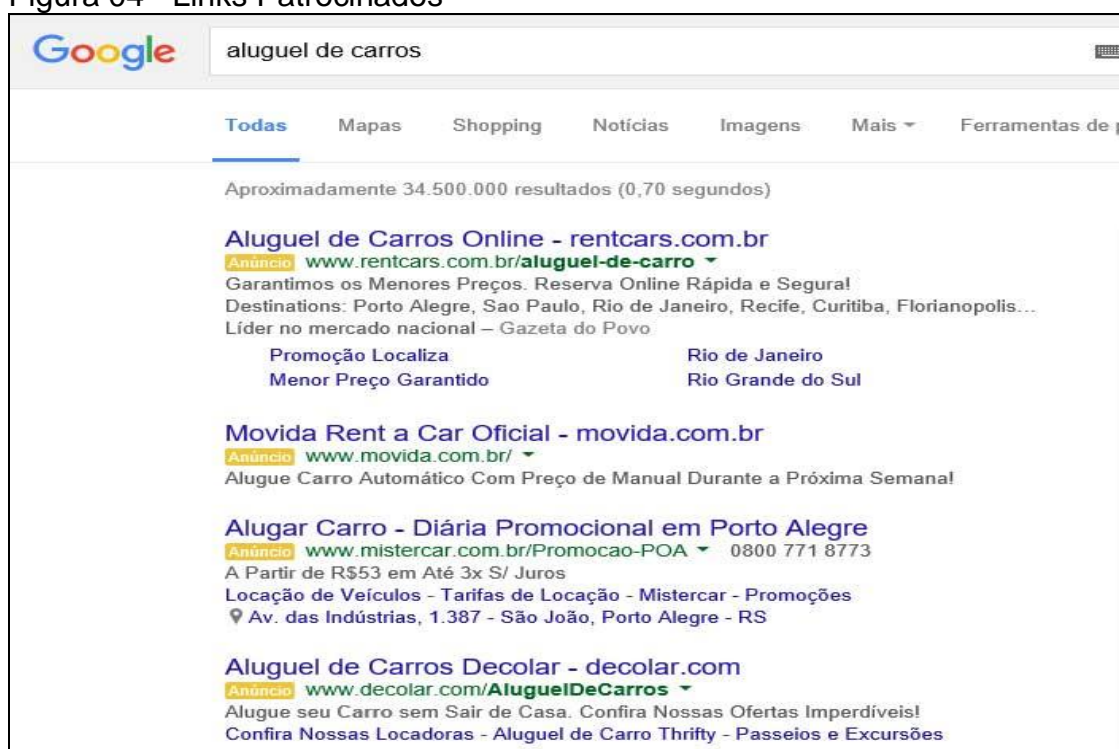 Figura 04 - Links Patrocinados
Google
aluguel de carros
Todas Mapas Shopping Notícias Imagens Mais Ferramentas de
Aproximadamente 34.500.000 resultados (0,70 segundos)
Aluguel de Carros Online - rentcars.com.br
Anúncio www.rentcars.com.br/aluguel-de-carro
Garantimos os Menores Preços. Reserva Online Rápida e Segura!
Destinations: Porto Alegre, Sao Paulo, Rio de Janeiro, Recife, Curitiba, Florianopolis...
Líder no mercado nacional – Gazeta do Povo
Promoção Localiza Rio de Janeiro
Menor Preço Garantido Rio Grande do Sul
Movida Rent a Car Oficial - movida.com.br
Anúncio www.movida.com.br/
Alugue Carro Automático Com Preço de Manual Durante a Próxima Semana!
Alugar Carro - Diária Promocional em Porto Alegre
Anúncio www.mistercar.com.br/Promocao-POA 0800 771 8773
A Partir de R$53 em Até 3x S/ Juros
Locação de Veículos - Tarifas de Locação - Mistercar - Promoções
Av. das Indústrias, 1.387 - São João, Porto Alegre - RS
Aluguel de Carros Decolar - decolar.com
Anúncio www.decolar.com/AluguelDeCarros
Alugue seu Carro sem Sair de Casa. Confira Nossas Ofertas Imperdíveis!
Confira Nossas Locadoras - Aluguel de Carro Thrifty - Passeios e Excursões